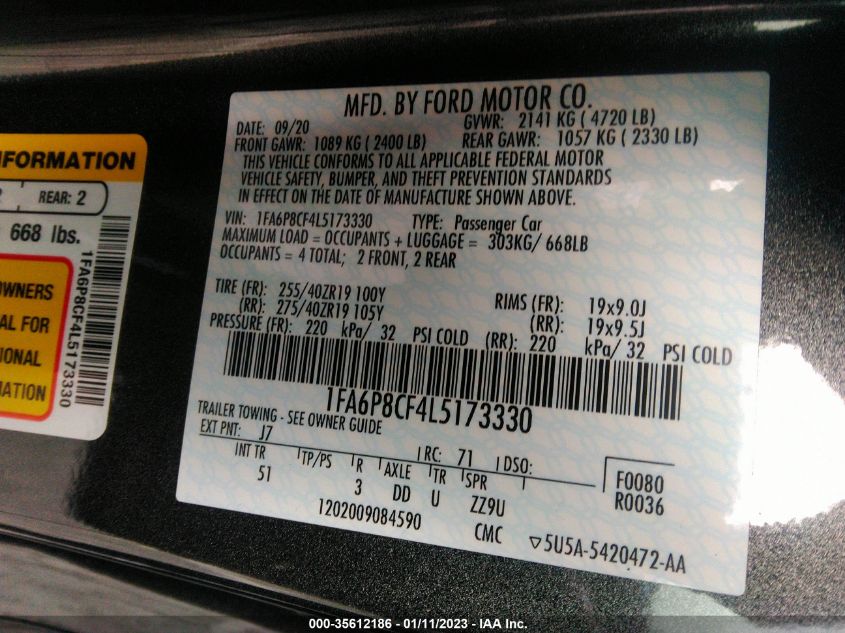 MFD. BY FORD MOTOR CO.
DATE: 09/20 GVWR: 2141 KG ( 4720 LB)
FRONT GAWR: 1089 KG ( 2400 LB) REAR GAWR: 1057 KG ( 2330 LB)
THIS VEHICLE CONFORMS TO ALL APPLICABLE FEDERAL MOTOR
VEHICLE SAFETY, BUMPER, AND THEFT PREVENTION STANDARDS
IN EFFECT ON THE DATE OF MANUFACTURE SHOWN ABOVE.
VIN: 1FA6P8CF4L5173330 TYPE: Passenger Car
MAXIMUM LOAD = OCCUPANTS + LUGGAGE = 303KG/ 668LB
OCCUPANTS = 4 TOTAL; 2 FRONT, 2 REAR
TIRE (FR): 255/40ZR19 100Y RIMS (FR): 19x9.0J
(RR): 275/40ZR19 105Y (RR): 19x9.5J
PRESSURE (FR): 220 kPa/ 32 PSI COLD (RR): 220 kPa/ 32 PSI COLD
1FA6P8CF4L5173330
TRAILER TOWING - SEE OWNER GUIDE
EXT PNT: J7 RC: 71 DSO:
INT TR TP/PS R AXLE TR SPR
51 3 DD U ZZ9U
F0080
R0036
1202009084590 CMC ▽5U5A-5420472-AA
NFORMATION
2 REAR: 2
668 lbs.
WNERS
AL FOR
IONAL
MATION
1FA6P8CF4L5173330
000-35612186 - 01/11/2023 - IAA Inc.